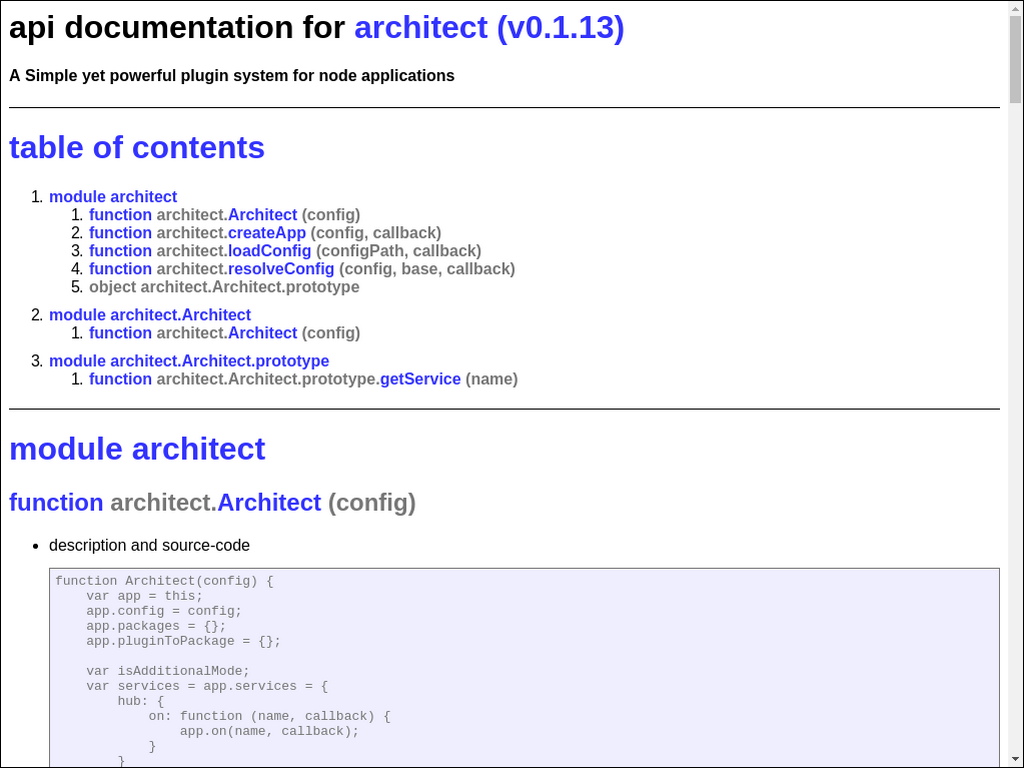 api documentation for architect (v0.1.13)
A Simple yet powerful plugin system for node applications
table of contents
1. module architect
1. function architect.Architect (config)
2. function architect.createApp (config, callback)
3. function architect.loadConfig (configPath, callback)
4. function architect.resolveConfig (config, base, callback)
5. object architect.Architect.prototype
2. module architect.Architect
1. function architect.Architect (config)
3. module architect.Architect.prototype
1. function architect.Architect.prototype.getService (name)
module architect
function architect.Architect (config)
• description and source-code
function Architect(config) {
    var app = this;
    app.config = config;
    app.packages = {};
    app.pluginToPackage = {};
    var isAdditionalMode;
    var services = app.services = {
        hub: {
            on: function (name, callback) {
                app.on(name, callback);
            }
        }